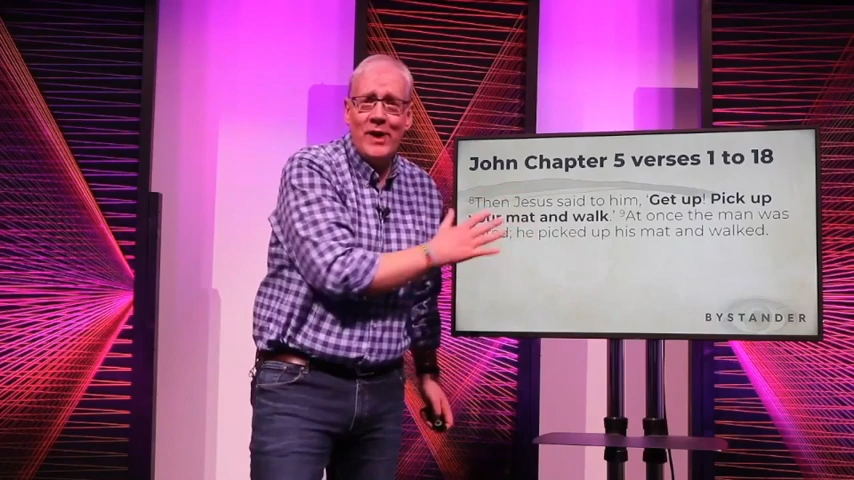 John Chapter 5 verses 1 to 18
⁸Then Jesus said to him, ‘Get up! Pick up
mat and walk.’ ⁹At once the man was
he picked up his mat and walked.
BYSTANDER